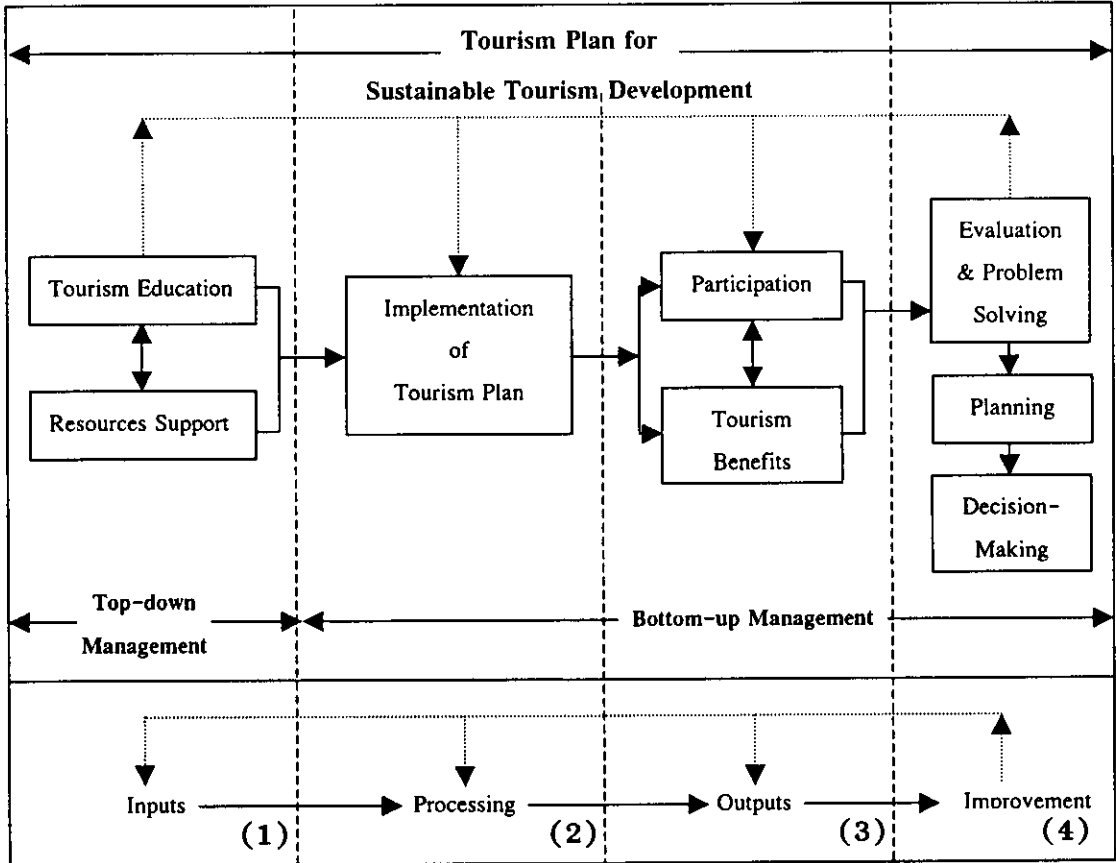 Tourism Plan for
Sustainable Tourism Development
Tourism Education
Resources Support
Implementation
of
Tourism Plan
Participation
Tourism
Benefits
Evaluation
& Problem
Solving
Planning
Decision-
Making
Top-down
Management
Bottom-up Management
Inputs
Processing
Outputs
Improvement
(1)
(2)
(3)
(4)